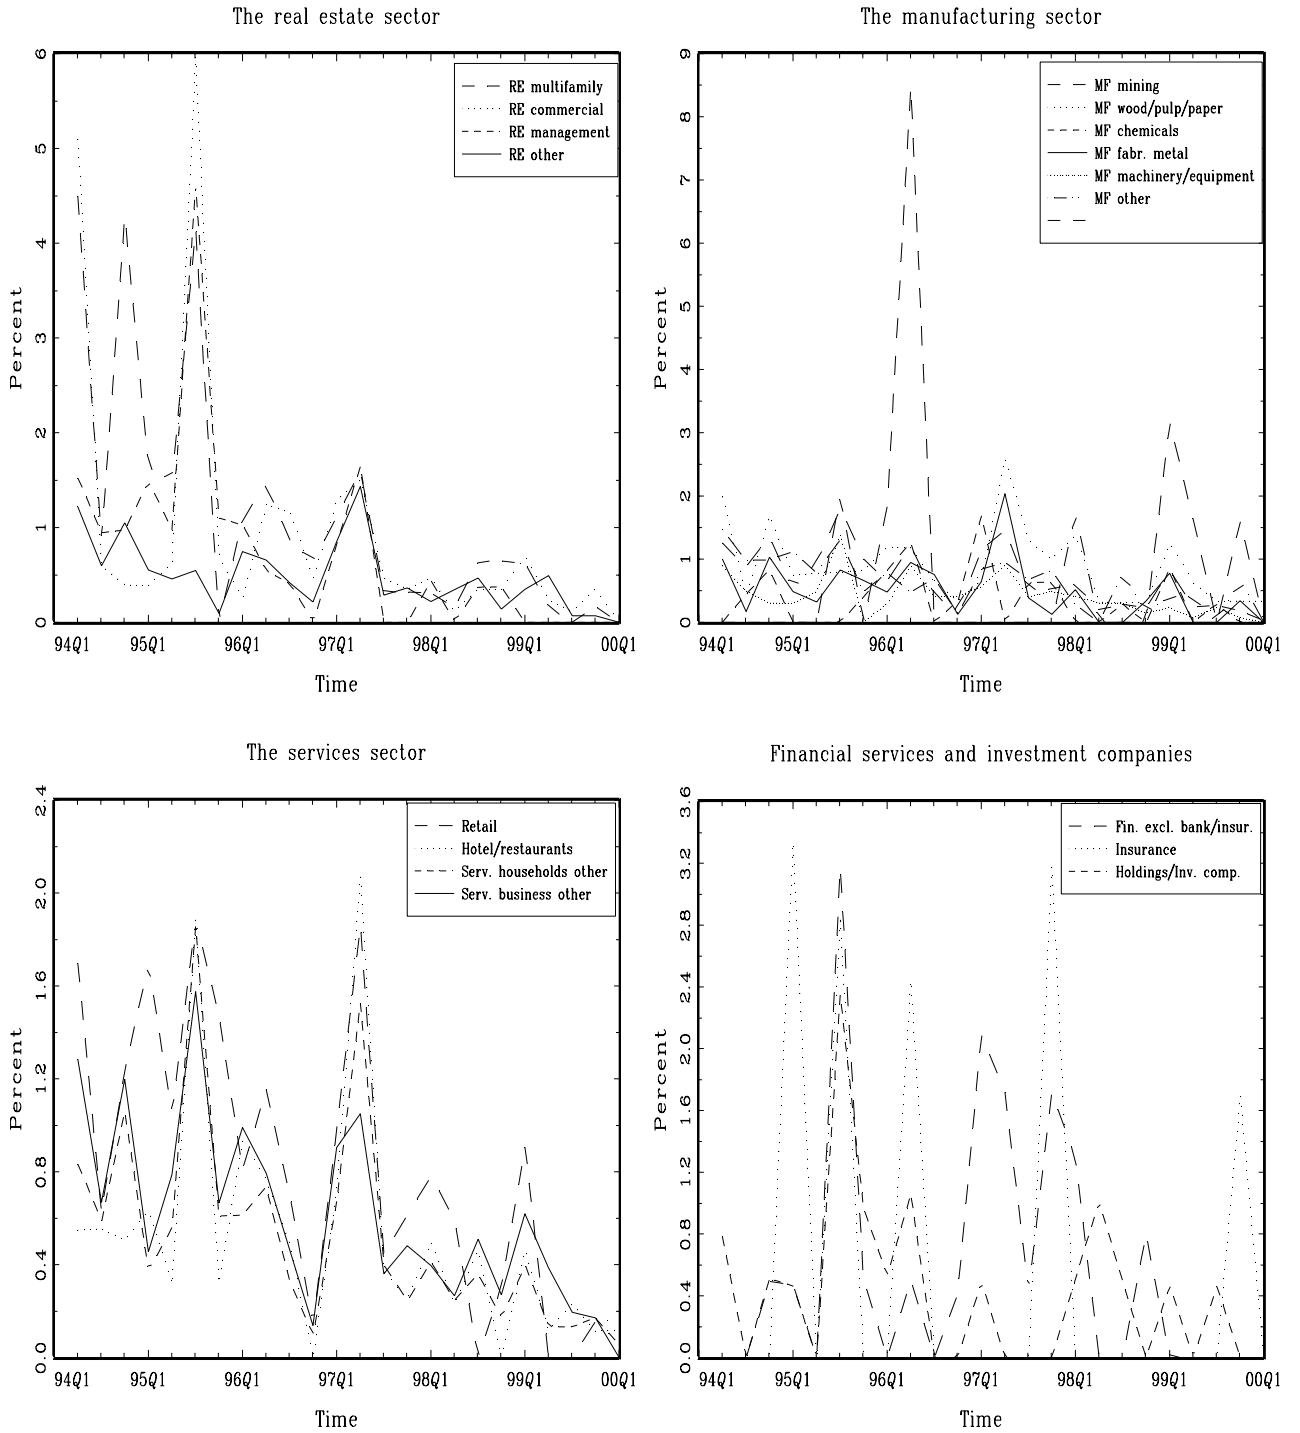 The real estate sector
6
5
4
3
2
1
0
Percent
RE multifamily
RE commercial
RE management
RE other
94Q1 95Q1 96Q1 97Q1 98Q1 99Q1 00Q1
Time
The manufacturing sector
9
8
7
6
5
4
3
2
1
0
Percent
MF mining
MF wood/pulp/paper
MF chemicals
MF fabr. metal
MF machinery/equipment
MF other
94Q1 95Q1 96Q1 97Q1 98Q1 99Q1 00Q1
Time
The services sector
2.4
2.0
1.6
1.2
0.8
0.4
0.0
Percent
Retail
Hotel/restaurants
Serv. households other
Serv. business other
94Q1 95Q1 96Q1 97Q1 98Q1 99Q1 00Q1
Time
Financial services and investment companies
3.6
3.2
2.8
2.4
2.0
1.6
1.2
0.8
0.4
0.0
Percent
Fin. excl. bank/insur.
Insurance
Holdings/Inv. comp.
94Q1 95Q1 96Q1 97Q1 98Q1 99Q1 00Q1
Time